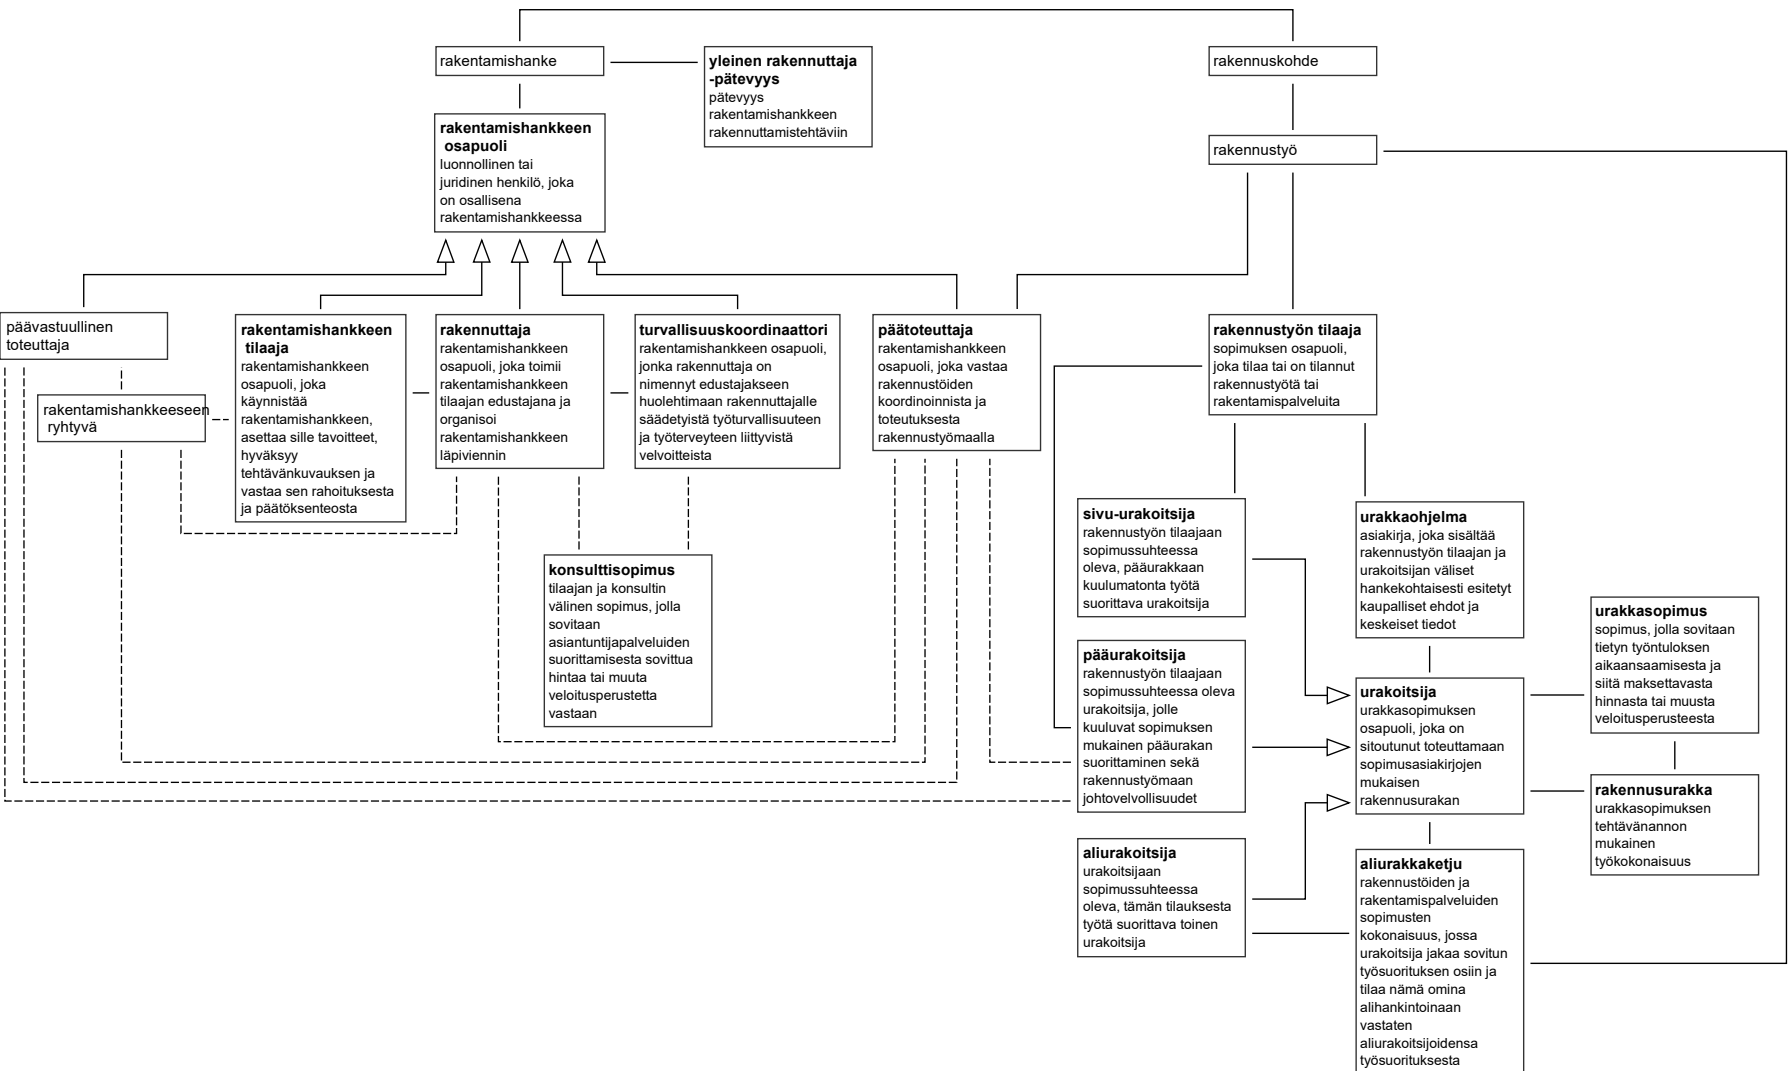 rakentamishanke
yleinen rakennuttaja
-pätevyys
pätevyys
rakentamishankkeen
rakennuttamistehtäviin
rakennuskohde
rakentamishankkeen
osapuoli
luonnollinen tai
juridinen henkilö, joka
on osallisena
rakentamishankkeessa
rakennustyö
päävastuullinen
toteuttaja
rakentamishankkeeseen
ryhtyvä
rakentamishankkeen
tilaaja
rakentamishankkeen
osapuoli, joka
käynnistää
rakentamishankkeen,
asettaa sille tavoitteet,
hyväksyy
tehtävänkuvauksen ja
vastaa sen rahoituksesta
ja päätöksenteosta
rakennuttaja
rakentamishankkeen
osapuoli, joka toimii
rakentamishankkeen
tilaajan edustajana ja
organisoi
rakentamishankkeen
läpiviennin
turvallisuuskoordinaattori
rakentamishankkeen osapuoli,
jonka rakennuttaja on
nimennyt edustajakseen
huolehtimaan rakennuttajalle
säädetyistä työturvallisuuteen
ja työterveyteen liittyvistä
velvoitteista
päätoteuttaja
rakentamishankkeen
osapuoli, joka vastaa
rakennustöiden
koordinoinnista ja
toteutuksesta
rakennustyömaalla
rakennustyön tilaaja
sopimuksen osapuoli,
joka tilaa tai on tilannut
rakennustyötä tai
rakentamispalveluita
konsulttisopimus
tilaajan ja konsultin
välinen sopimus, jolla
sovitaan
asiantuntijapalveluiden
suorittamisesta sovittua
hintaa tai muuta
veloitusperustetta
vastaan
sivu-urakoitsija
rakennustyön tilaajaan
sopimussuhteessa
oleva, pääurakkaan
kuulumatonta työtä
suorittava urakoitsija
urakkaohjelma
asiakirja, joka sisältää
rakennustyön tilaajan ja
urakoitsijan väliset
hankekohtaisesti esitetyt
kaupalliset ehdot ja
keskeiset tiedot
urakkasopimus
sopimus, jolla sovitaan
tietyn työntuloksen
aikaansaamisesta ja
siitä maksettavasta
hinnasta tai muusta
veloitusperusteesta
pääurakoitsija
rakennustyön tilaajaan
sopimussuhteessa oleva
urakoitsija, jolle
kuuluvat sopimuksen
mukainen pääurakan
suorittaminen sekä
rakennustyömaan
johtovelvollisuudet
urakoitsija
urakkasopimuksen
osapuoli, joka on
sitoutunut toteuttamaan
sopimusasiakirjojen
mukaisen
rakennusurakan
rakennusurakka
urakkasopimuksen
tehtävänannon
mukainen
työkokonaisuus
aliurakoitsija
urakoitsijaan
sopimussuhteessa
oleva, tämän tilauksesta
työtä suorittava toinen
urakoitsija
aliurakkaketju
rakennustöiden ja
rakentamispalveluiden
sopimusten
kokonaisuus, jossa
urakoitsija jakaa sovitun
työsuorituksen osiin ja
tilaa nämä omina
alihankintoinaan
vastaten
aliurakoitsijoidensa
työsuorituksesta